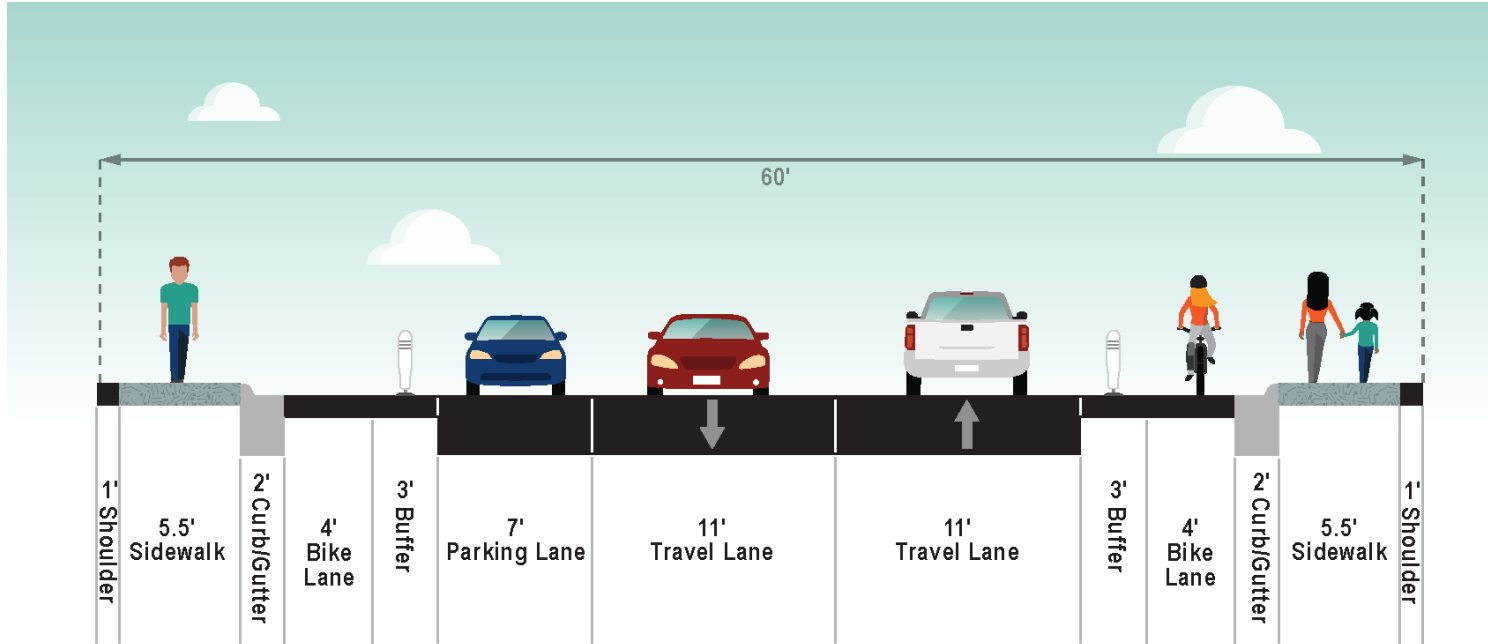 60'
1' Shoulder
5.5'
Sidewalk
2' Curb/Gutter
4'
Bike
Lane
3' Buffer
7'
Parking Lane
11'
Travel Lane
11'
Travel Lane
3' Buffer
4'
Bike
Lane
2' Curb/Gutter
5.5'
Sidewalk
1' Shoulder